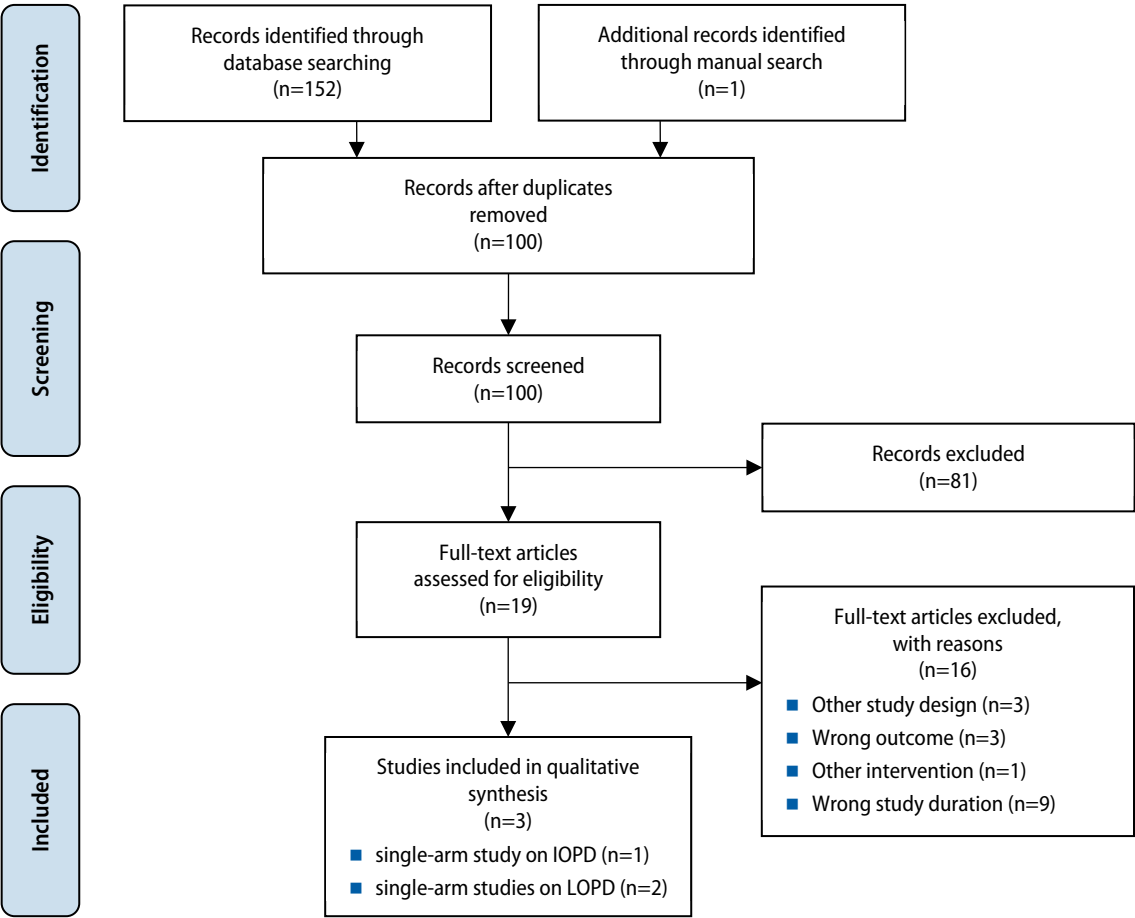 Identification
Records identified through
database searching
(n=152)
Additional records identified
through manual search
(n=1)
Records after duplicates
removed
(n=100)
Screening
Records screened
(n=100)
Records excluded
(n=81)
Eligibility
Full-text articles
assessed for eligibility
(n=19)
Full-text articles excluded,
with reasons
(n=16)
■ Other study design (n=3)
■ Wrong outcome (n=3)
■ Other intervention (n=1)
■ Wrong study duration (n=9)
Included
Studies included in qualitative
synthesis
(n=3)
■ single-arm study on IOPD (n=1)
■ single-arm studies on LOPD (n=2)